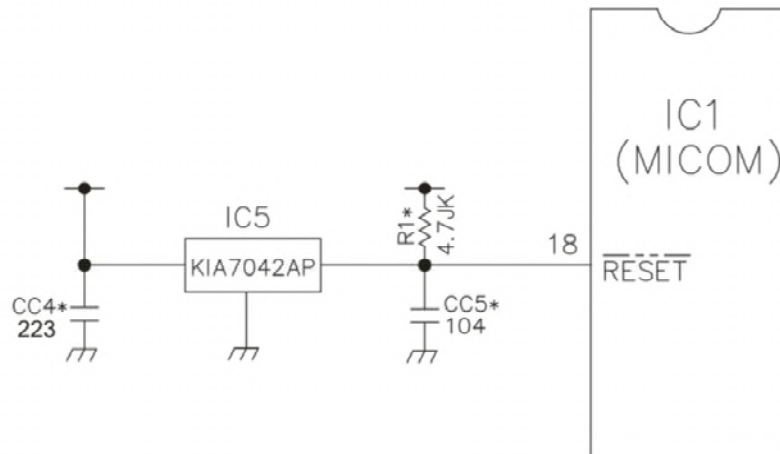 IC1
(MICOM)
IC5
KIA7042AP
R1*
4.7JK
18
RESET
CC4*
223
CC5*
104